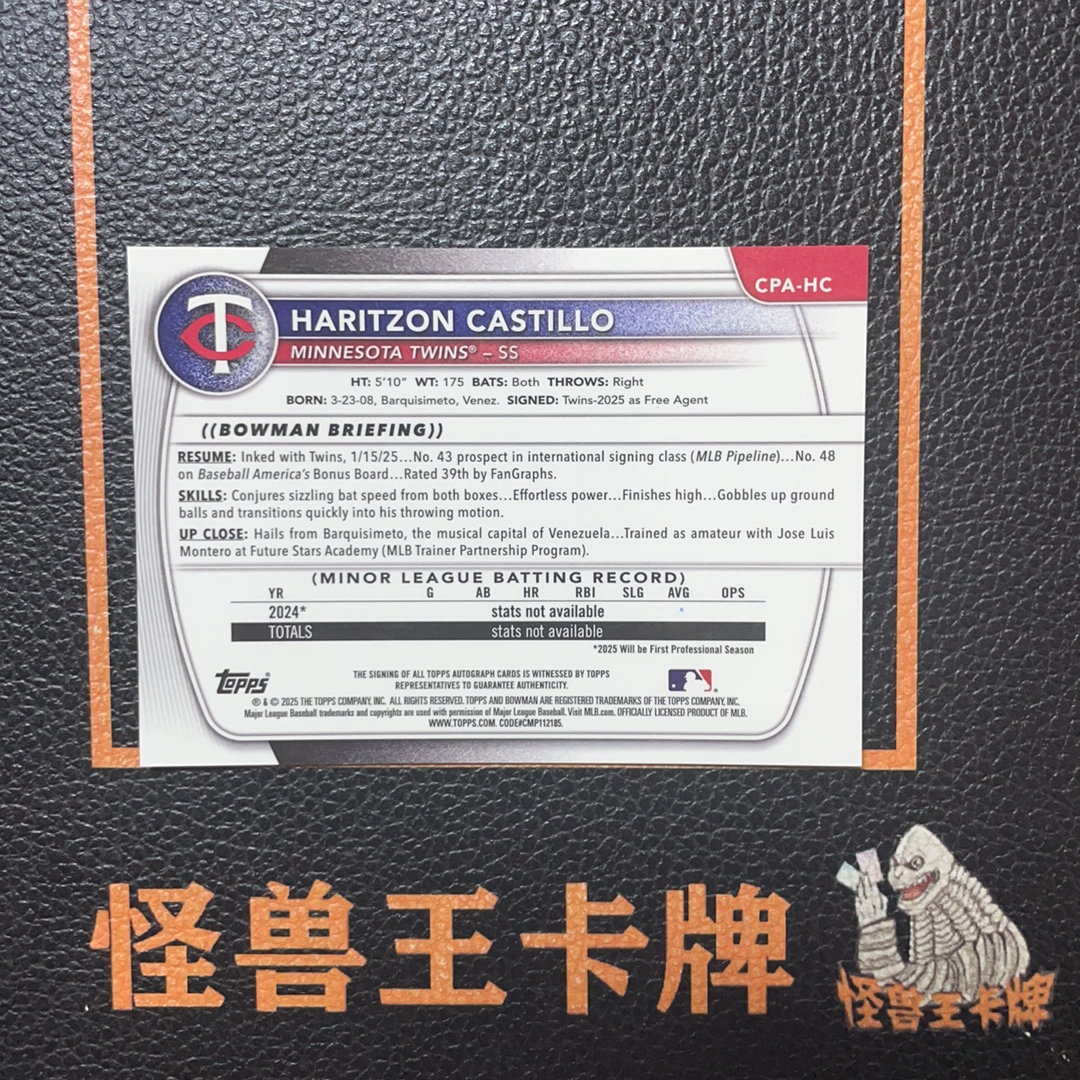 CPA-HC
TC
HARITZON CASTILLO
MINNESOTA TWINS® – SS
HT: 5'10" WT: 175 BATS: Both THROWS: Right
BORN: 3-23-08, Barquisimeto, Venez. SIGNED: Twins-2025 as Free Agent
((BOWMAN BRIEFING))
RESUME: Inked with Twins, 1/15/25...No. 43 prospect in international signing class (MLB Pipeline)...No. 48
on Baseball America's Bonus Board...Rated 39th by FanGraphs.
SKILLS: Conjures sizzling bat speed from both boxes...Effortless power...Finishes high...Gobbles up ground
balls and transitions quickly into his throwing motion.
UP CLOSE: Hails from Barquisimeto, the musical capital of Venezuela...Trained as amateur with Jose Luis
Montero at Future Stars Academy (MLB Trainer Partnership Program).
(MINOR LEAGUE BATTING RECORD)
YR G AB HR RBI SLG AVG OPS
2024* stats not available
TOTALS stats not available
*2025 Will be First Professional Season
Topps®
THE SIGNING OF ALL TOPPS AUTOGRAPH CARDS IS WITNESSED BY TOPPS
REPRESENTATIVES TO GUARANTEE AUTHENTICITY.
® & © 2025 THE TOPPS COMPANY, INC. ALL RIGHTS RESERVED. TOPPS AND BOWMAN ARE REGISTERED TRADEMARKS OF THE TOPPS COMPANY, INC.
Major League Baseball trademarks and copyrights are used with permission of Major League Baseball. Visit MLB.com. OFFICIALLY LICENSED PRODUCT OF MLB.
WWW.TOPPS.COM. CODE#CMP112185.
怪兽王卡牌
怪兽王卡牌